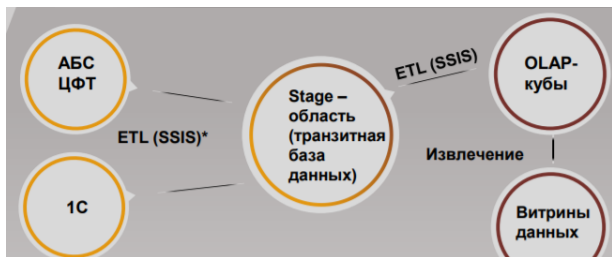 АБС
ЦФТ
ETL (SSIS)*
1С
Stage –
область
(транзитная
база
данных)
ETL (SSIS)
OLAP-
кубы
Извлечение
Витрины
данных